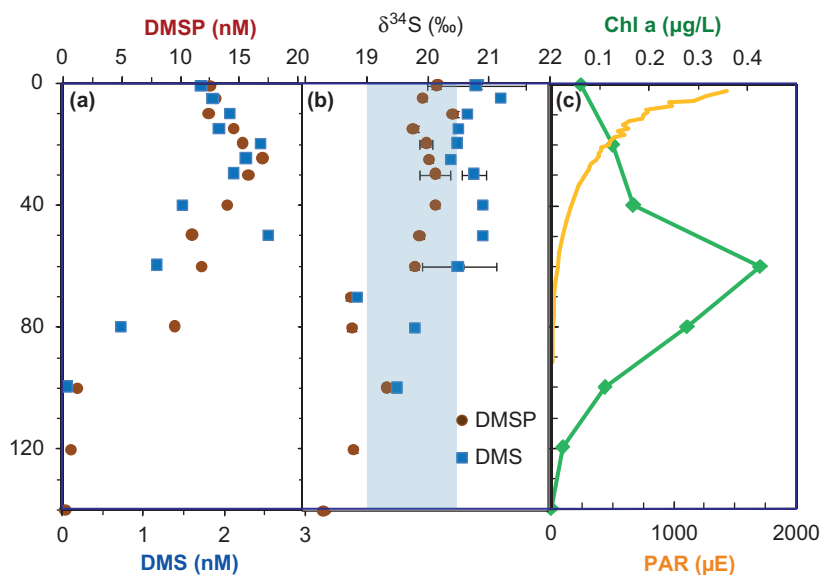 DMSP (nM)
δ³⁴S (‰)
Chl a (µg/L)
0 5 10 15 20
19 20 21 22
0.1 0.2 0.3 0.4
0
40
80
120
(a)
(b)
(c)
DMSP
DMS
0 1 2 3
0 1000 2000
DMS (nM)
PAR (µE)